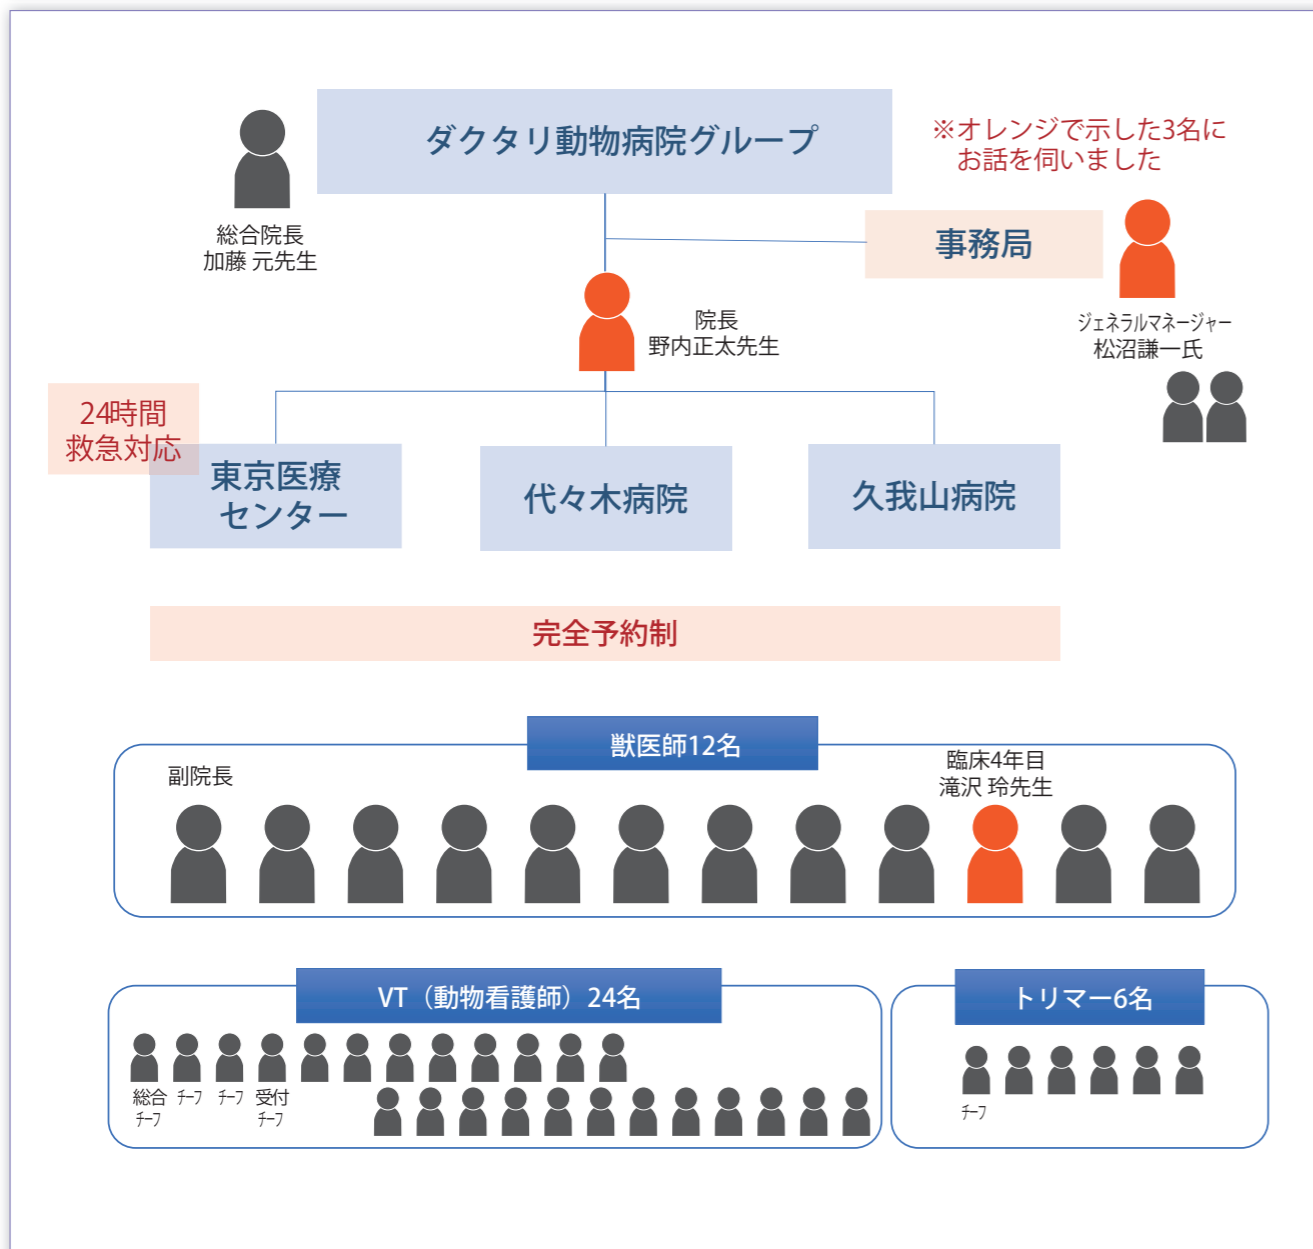 ダクタリ動物病院グループ
※オレンジで示した3名に
お話を伺いました
総合院長
加藤 元先生
事務局
ジェネラルマネージャー
松沼謙一氏
院長
野内正太先生
24時間
救急対応
東京医療
センター
代々木病院
久我山病院
完全予約制
獣医師12名
副院長
臨床4年目
滝沢 玲先生
VT（動物看護師）24名
総合
チーフ
チーフ
チーフ
受付
チーフ
トリマー6名
チーフ